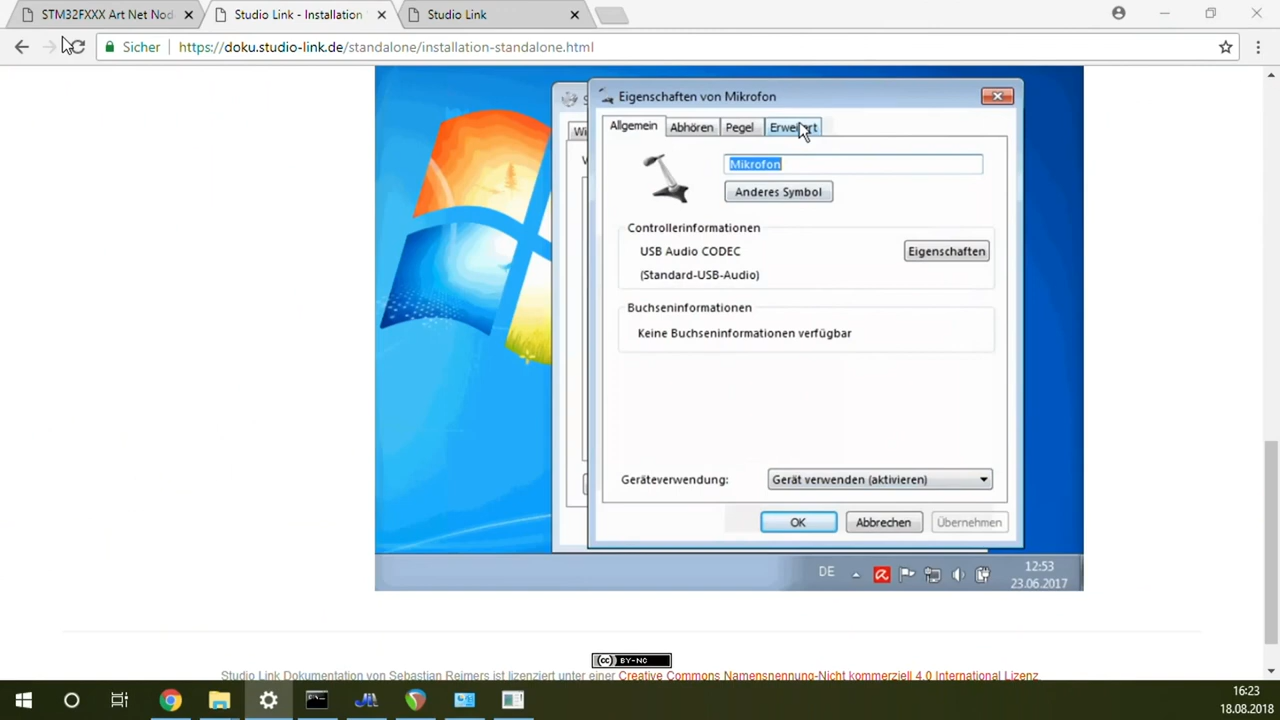 STM32FXXX Art Net Nod
Studio Link - Installation
Studio Link
Sicher
https://doku.studio-link.de/standalone/installation-standalone.html
Eigenschaften von Mikrofon
Allgemein
Abhören
Pegel
Erweitert
Mikrofon
Anderes Symbol
Controllerinformationen
USB Audio CODEC
Eigenschaften
(Standard-USB-Audio)
Buchseninformationen
Keine Buchseninformationen verfügbar
Geräteverwendung:
Gerät verwenden (aktivieren)
OK
Abbrechen
Übernehmen
DE
12:53
23.06.2017
BY-NC
Studio Link Dokumentation von Sebastian Reimers ist lizenziert unter einer Creative Commons Namensnennung-Nicht kommerziell 4.0 International Lizenz
16:23
18.08.2018